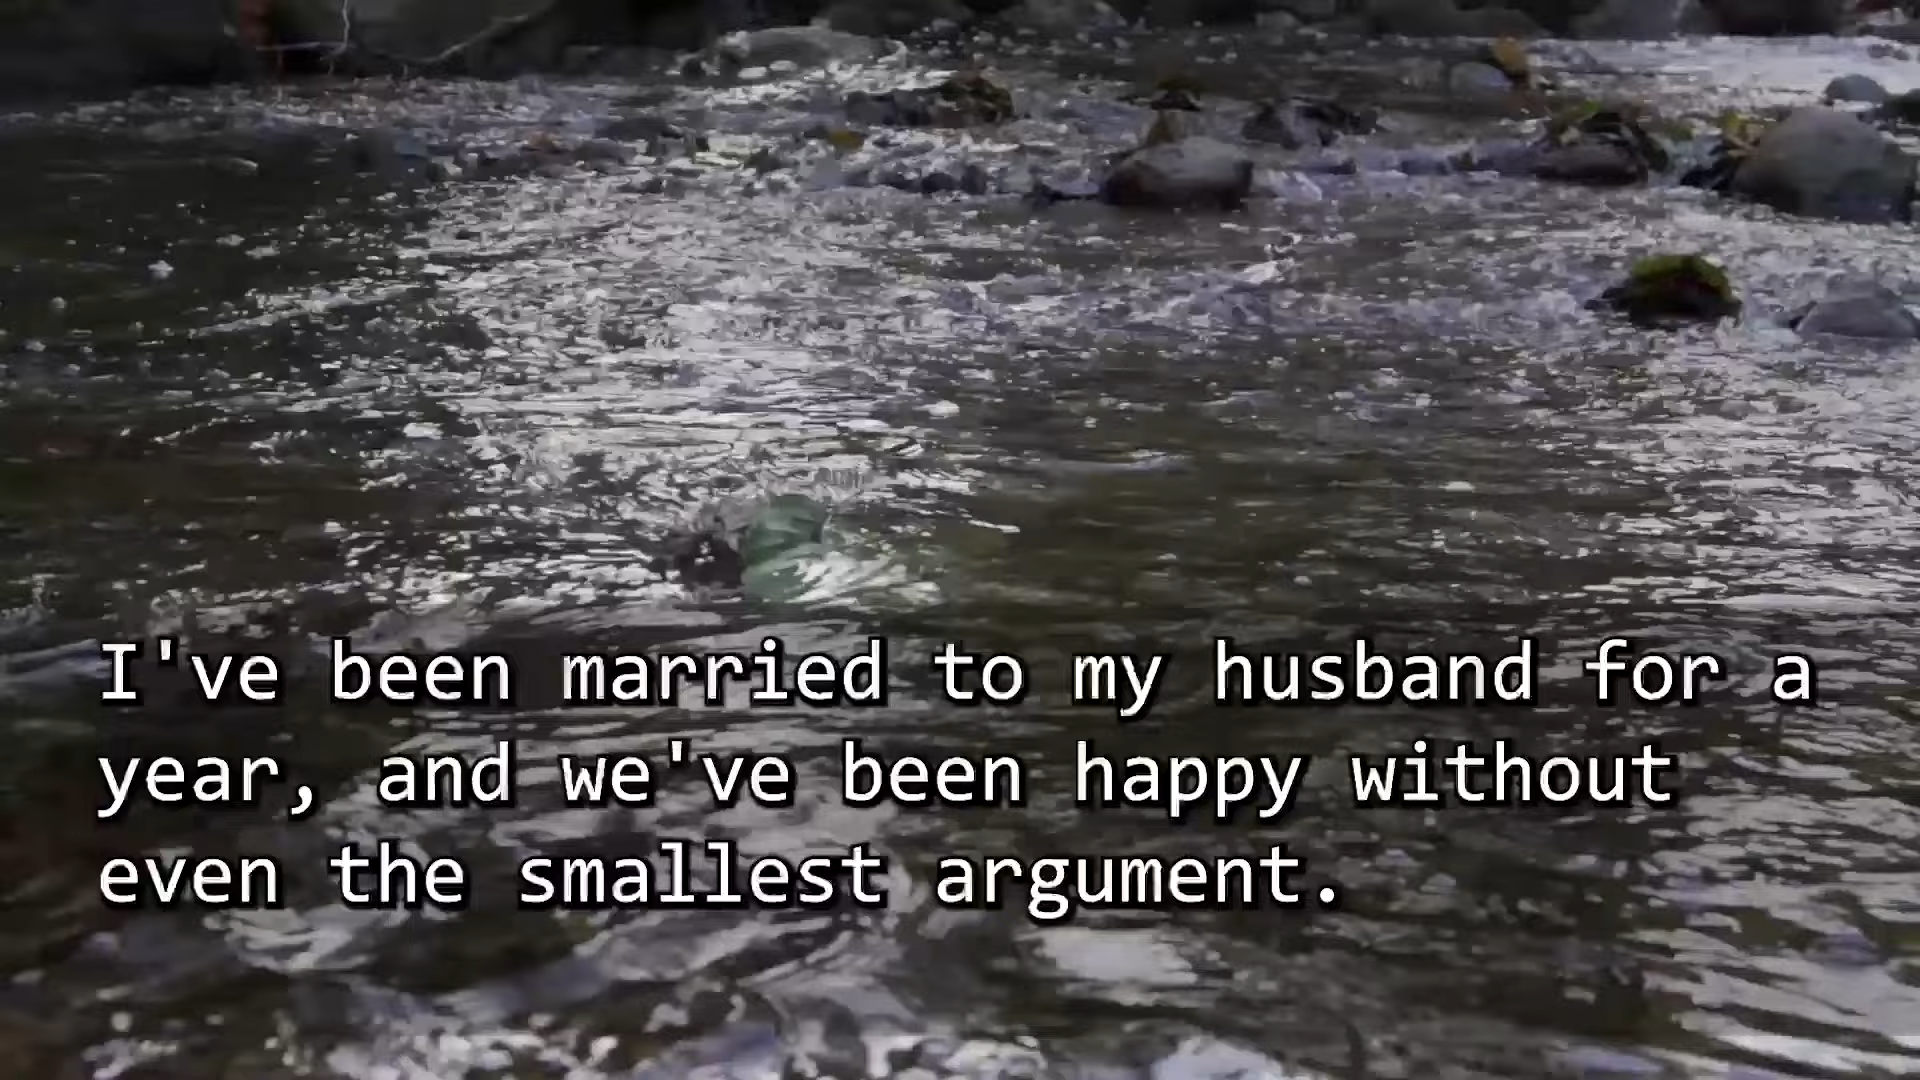 I've been married to my husband for a
year, and we've been happy without
even the smallest argument.